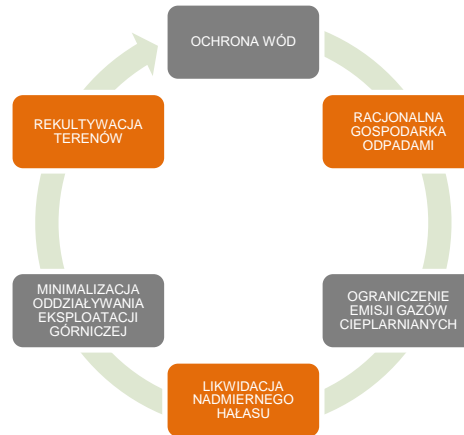 OCHRONA WÓD
RACJONALNA
GOSPODARKA
ODPADAMI
OGRANICZENIE
EMISJI GAZÓW
CIEPLARNIANYCH
LIKWIDACJA
NADMIERNEGO
HAŁASU
MINIMALIZACJA
ODDZIAŁYWANIA
EKSPLOATACJI
GÓRNICZEJ
REKULTYWACJA
TERENÓW